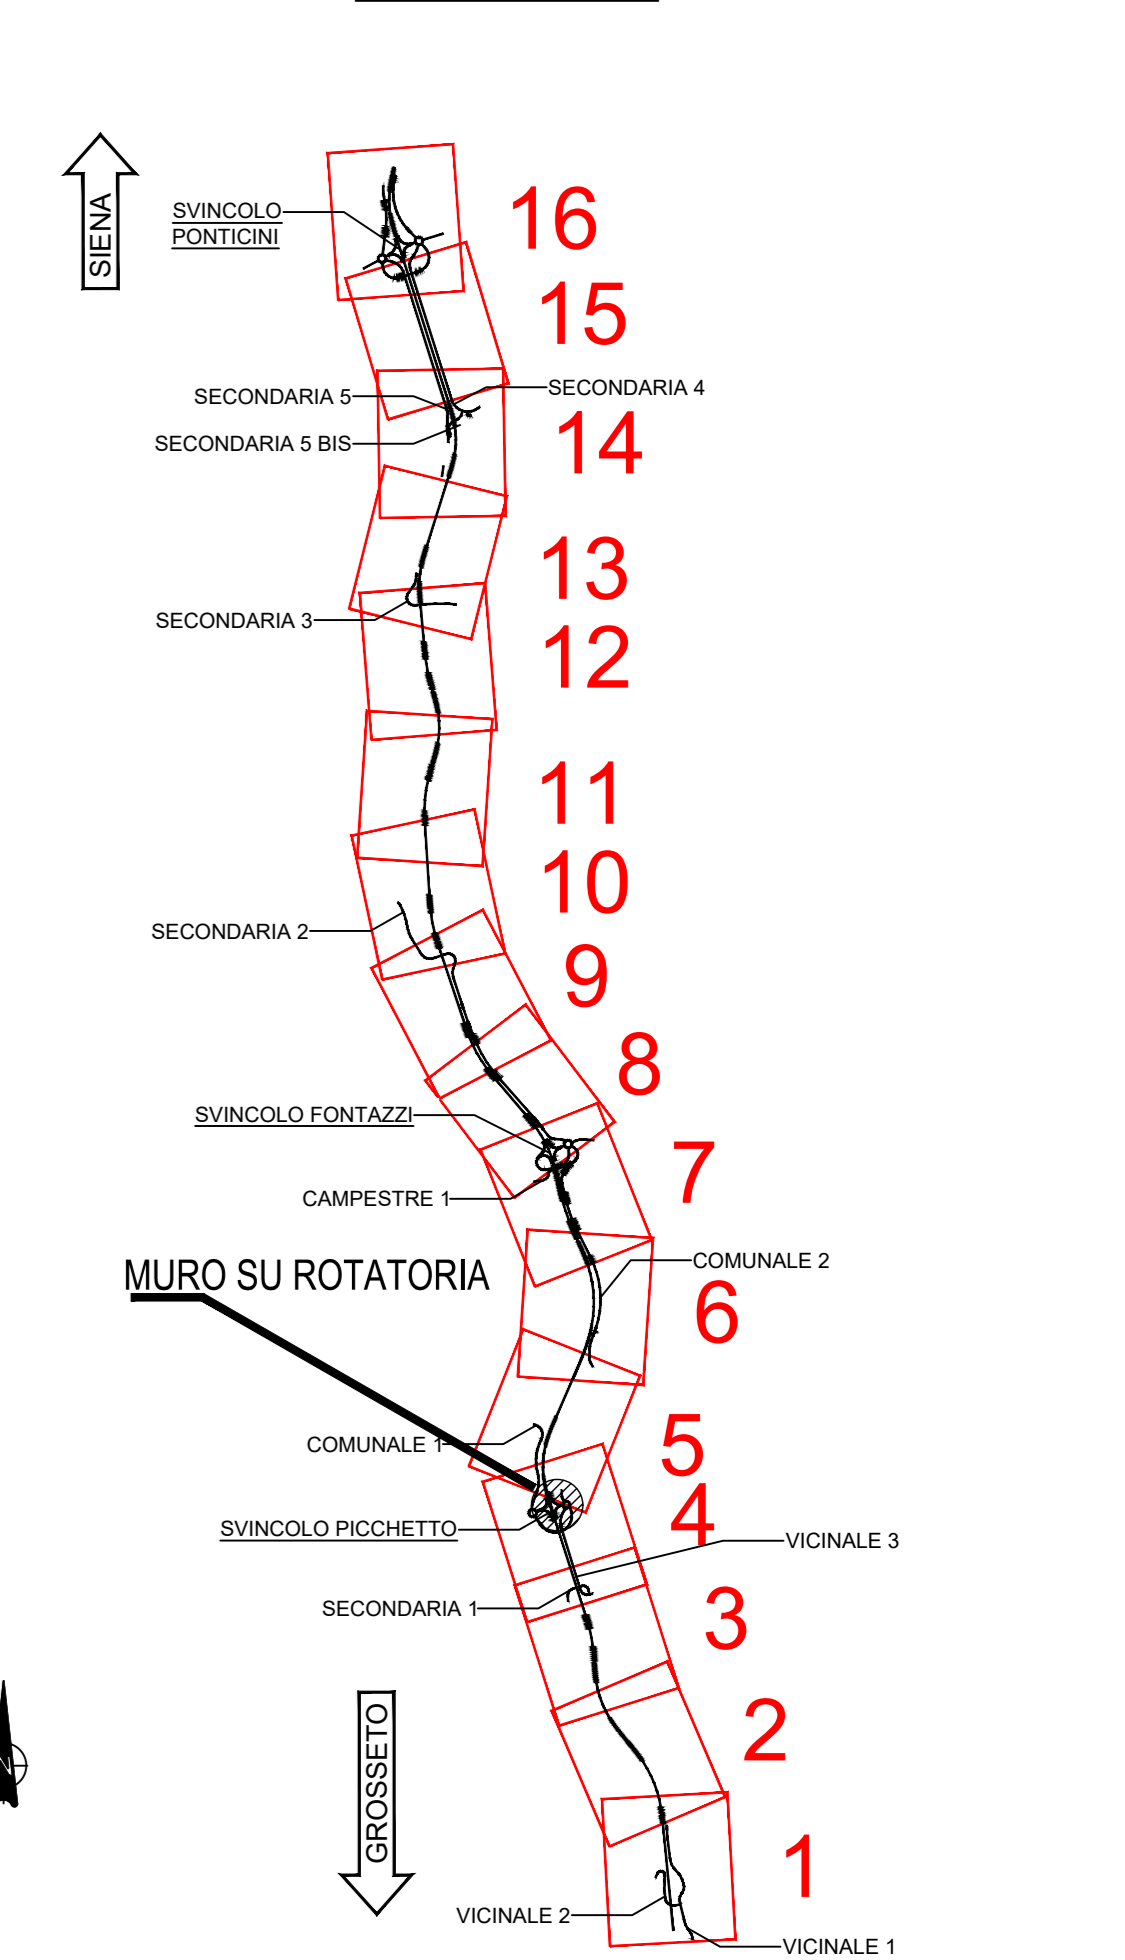 SIENA
SVINCOLO
PONTICINI
16
15
SECONDARIA 5
SECONDARIA 4
SECONDARIA 5 BIS
14
13
SECONDARIA 3
12
11
10
SECONDARIA 2
9
8
SVINCOLO FONTAZZI
7
CAMPESTRE 1
COMUNALE 2
MURO SU ROTATORIA
6
COMUNALE 1
5
4
SVINCOLO PICCHETTO
VICINALE 3
SECONDARIA 1
3
2
GROSSETO
1
VICINALE 2
VICINALE 1